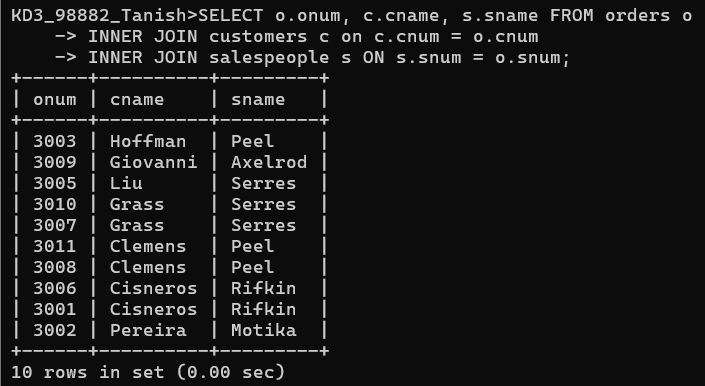 KD3_98882_Tanish>SELECT o.onum, c.cname, s.sname FROM orders o
    -> INNER JOIN customers c on c.cnum = o.cnum
    -> INNER JOIN salespeople s ON s.snum = o.snum;
+------+----------+---------+
| onum | cname    | sname   |
+------+----------+---------+
| 3003 | Hoffman  | Peel    |
| 3009 | Giovanni | Axelrod |
| 3005 | Liu      | Serres  |
| 3010 | Grass    | Serres  |
| 3007 | Grass    | Serres  |
| 3011 | Clemens  | Peel    |
| 3008 | Clemens  | Peel    |
| 3006 | Cisneros | Rifkin  |
| 3001 | Cisneros | Rifkin  |
| 3002 | Pereira  | Motika  |
+------+----------+---------+
10 rows in set (0.00 sec)